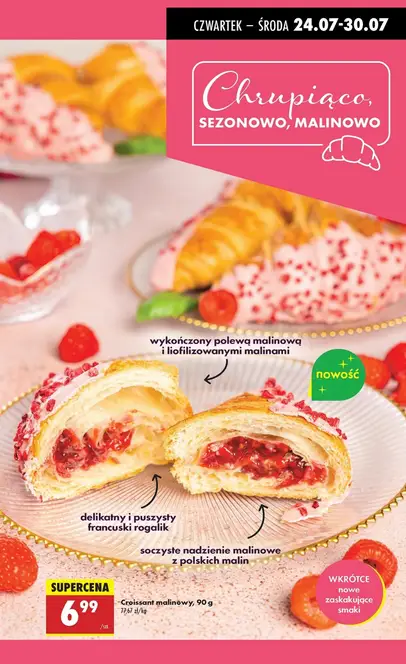 CZWARTEK – ŚRODA 24.07-30.07
Chrupiąco,
SEZONOWO, MALINOWO
wykończony polewą malinową
i liofilizowanymi malinami
nowość
delikatny i puszysty
francuski rogalik
soczyste nadzienie malinowe
z polskich malin
WKRÓTCE
nowe
zaskakujące
smaki
SUPERCENA
6 99
/szt.
Croissant malinowy, 90 g
77,67 zł/kg